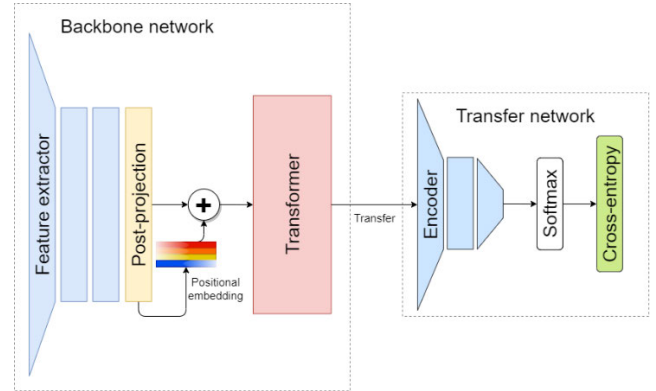 Backbone network
Feature extractor
Post-projection
+
Positional
embedding
Transformer
Transfer
Transfer network
Encoder
Softmax
Cross-entropy